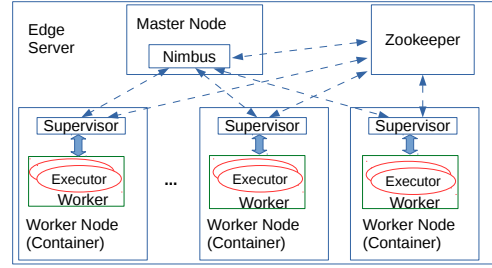 Edge
Server
Master Node
Nimbus
Zookeeper
Supervisor
Executor
Worker
Worker Node
(Container)
...
Supervisor
Executor
Worker
Worker Node
(Container)
Supervisor
Executor
Worker
Worker Node
(Container)